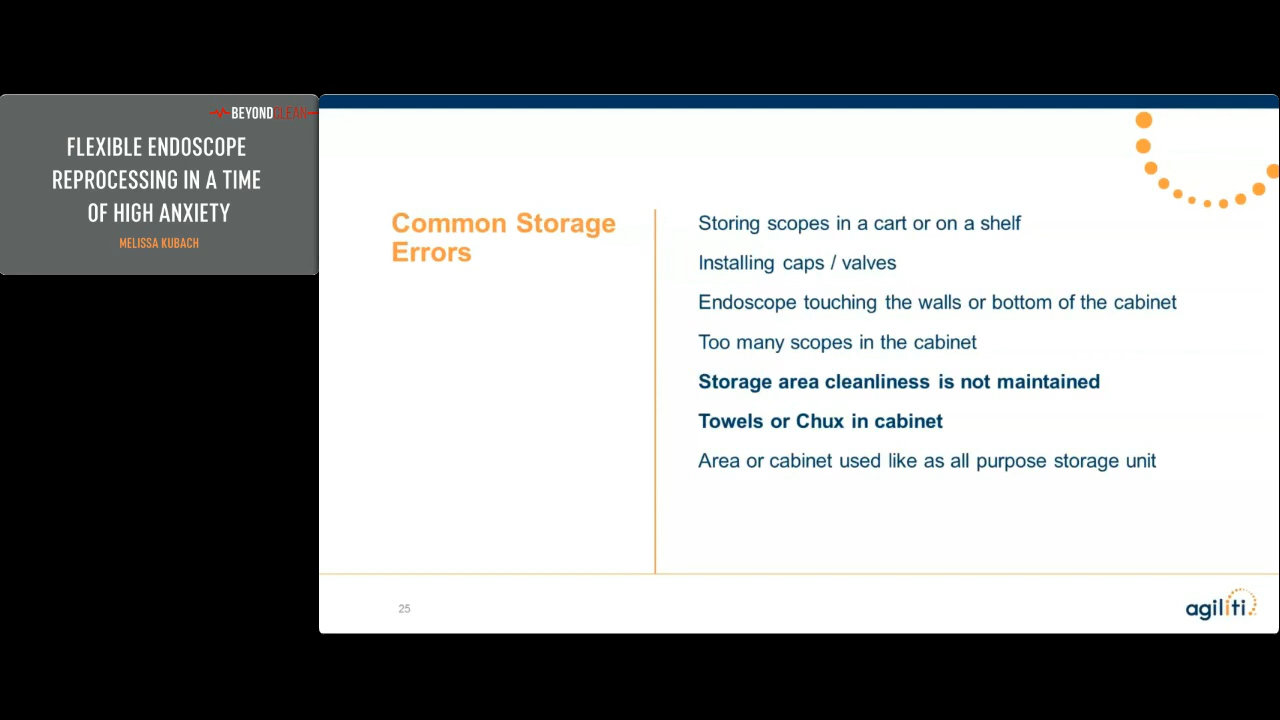 BEYONDCLEAN
FLEXIBLE ENDOSCOPE
REPROCESSING IN A TIME
OF HIGH ANXIETY
MELISSA KUBACH
Common Storage
Errors
Storing scopes in a cart or on a shelf
Installing caps / valves
Endoscope touching the walls or bottom of the cabinet
Too many scopes in the cabinet
Storage area cleanliness is not maintained
Towels or Chux in cabinet
Area or cabinet used like as all purpose storage unit
25
agiliti